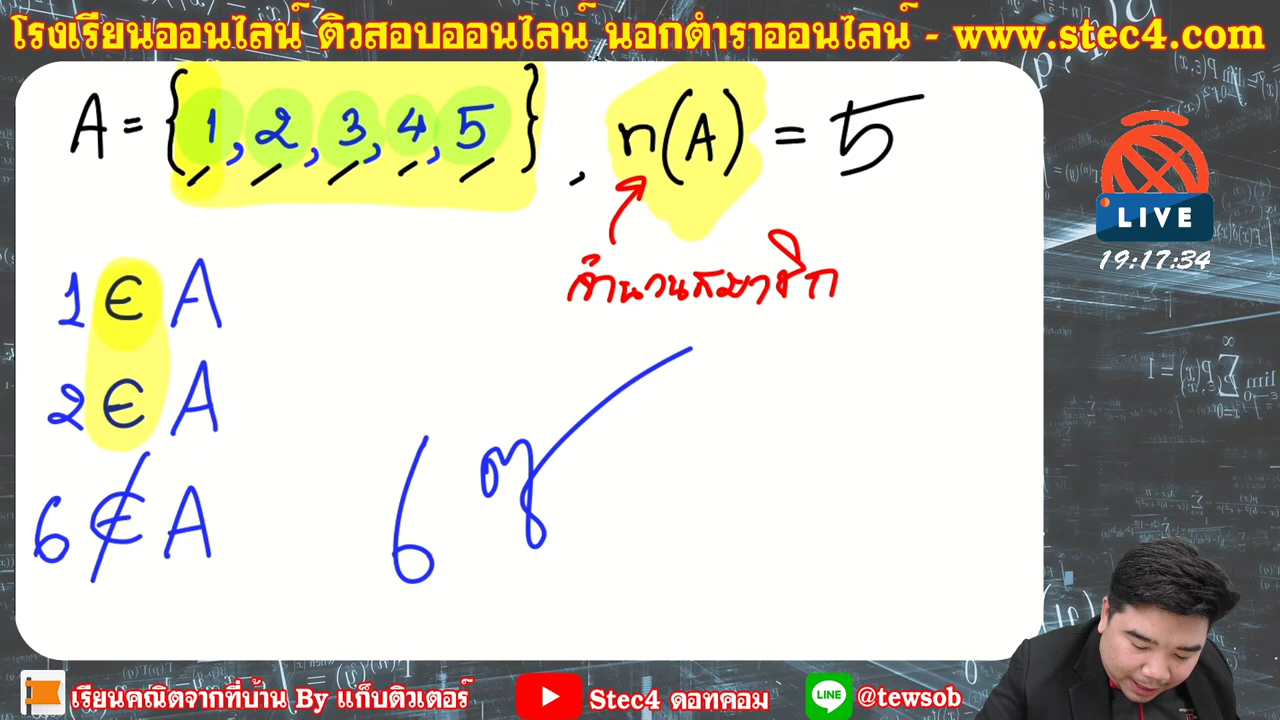 โรงเรียนออนไลน์ ติวสอบออนไลน์ นอกตำราออนไลน์ - www.stec4.com
A = {1, 2, 3, 4, 5}, n(A) = 5
จำนวนสมาชิก
1 ∈ A
2 ∈ A
6 ∉ A
6
LIVE
19:17:34
เรียนคณิตจากที่บ้าน By แก็บติวเตอร์
Stec4 ดอทคอม
LINE
@tewsob